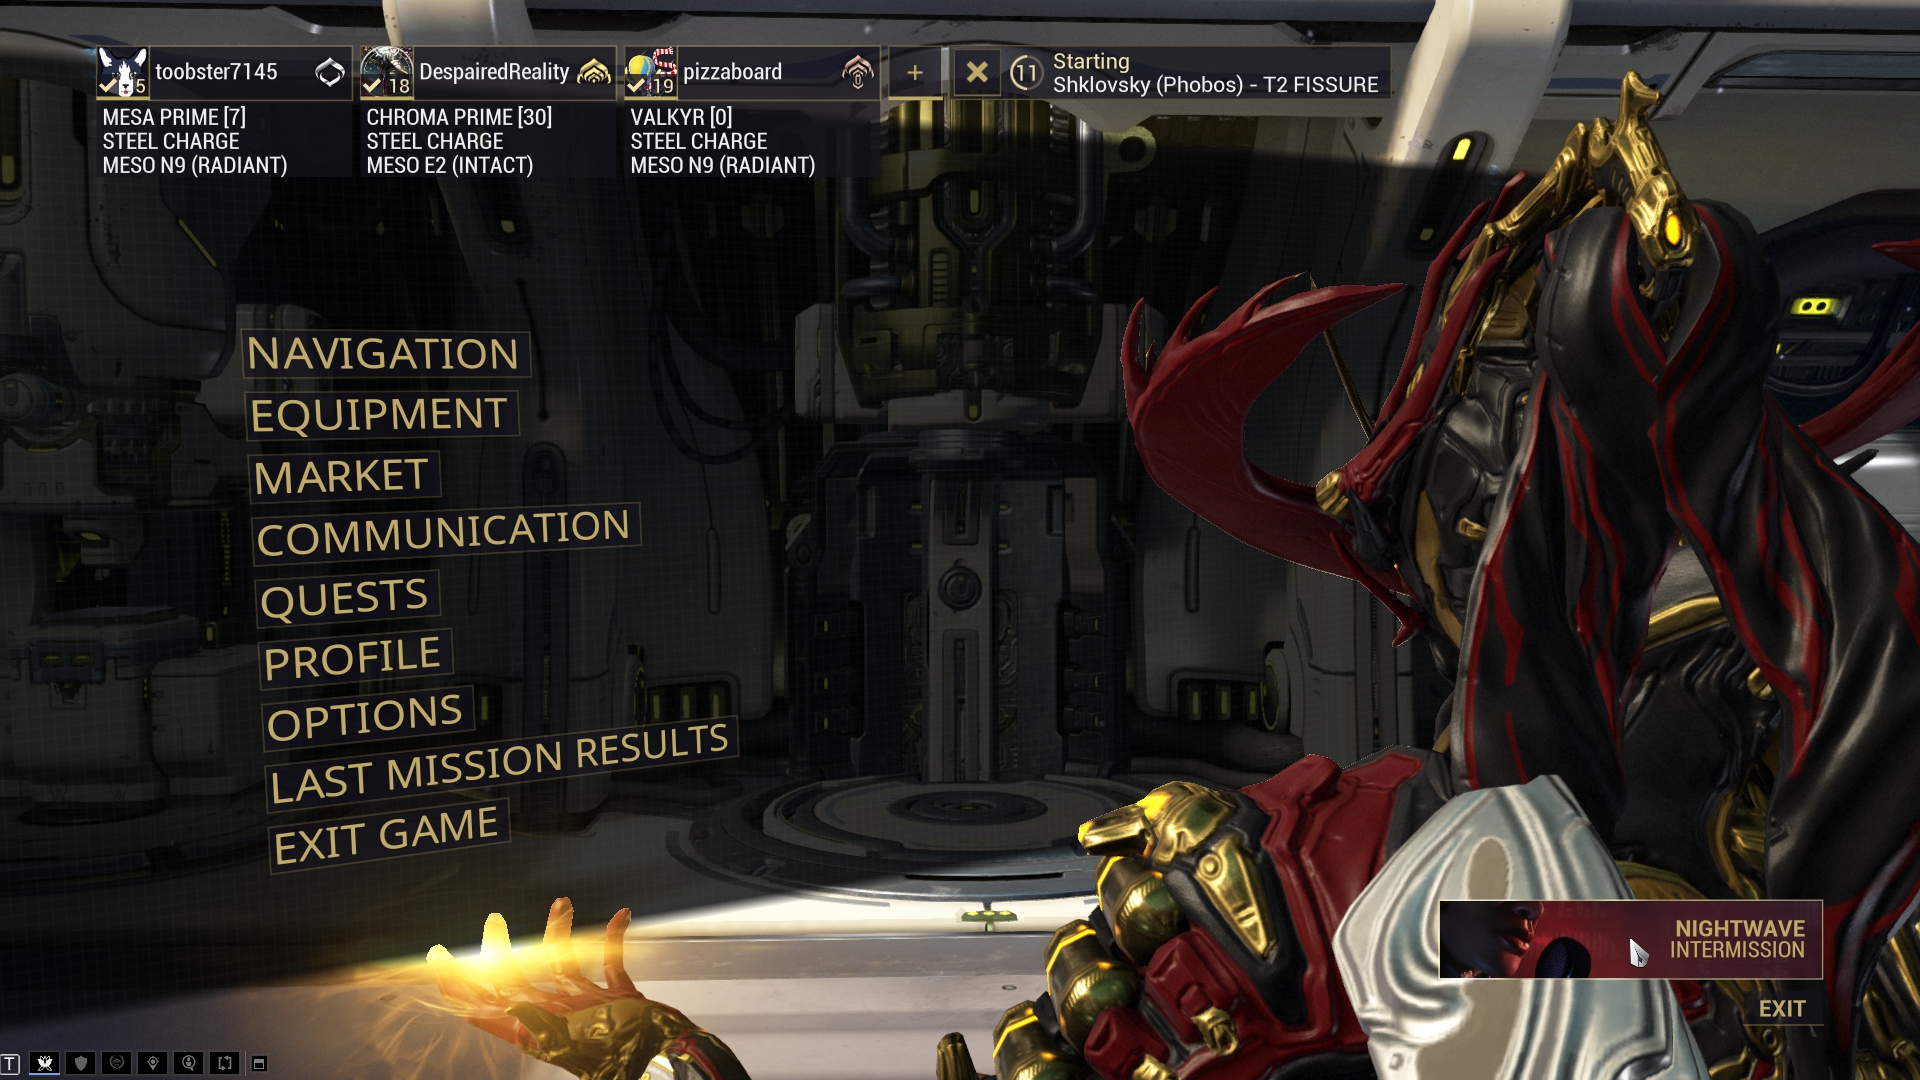 toobster7145
5
MESA PRIME [7]
STEEL CHARGE
MESO N9 (RADIANT)
DespairedReality
18
CHROMA PRIME [30]
STEEL CHARGE
MESO E2 (INTACT)
pizzaboard
19
VALKYR [0]
STEEL CHARGE
MESO N9 (RADIANT)
11
Starting
Shklovsky (Phobos) - T2 FISSURE
NAVIGATION
EQUIPMENT
MARKET
COMMUNICATION
QUESTS
PROFILE
OPTIONS
LAST MISSION RESULTS
EXIT GAME
NIGHTWAVE
INTERMISSION
EXIT
T